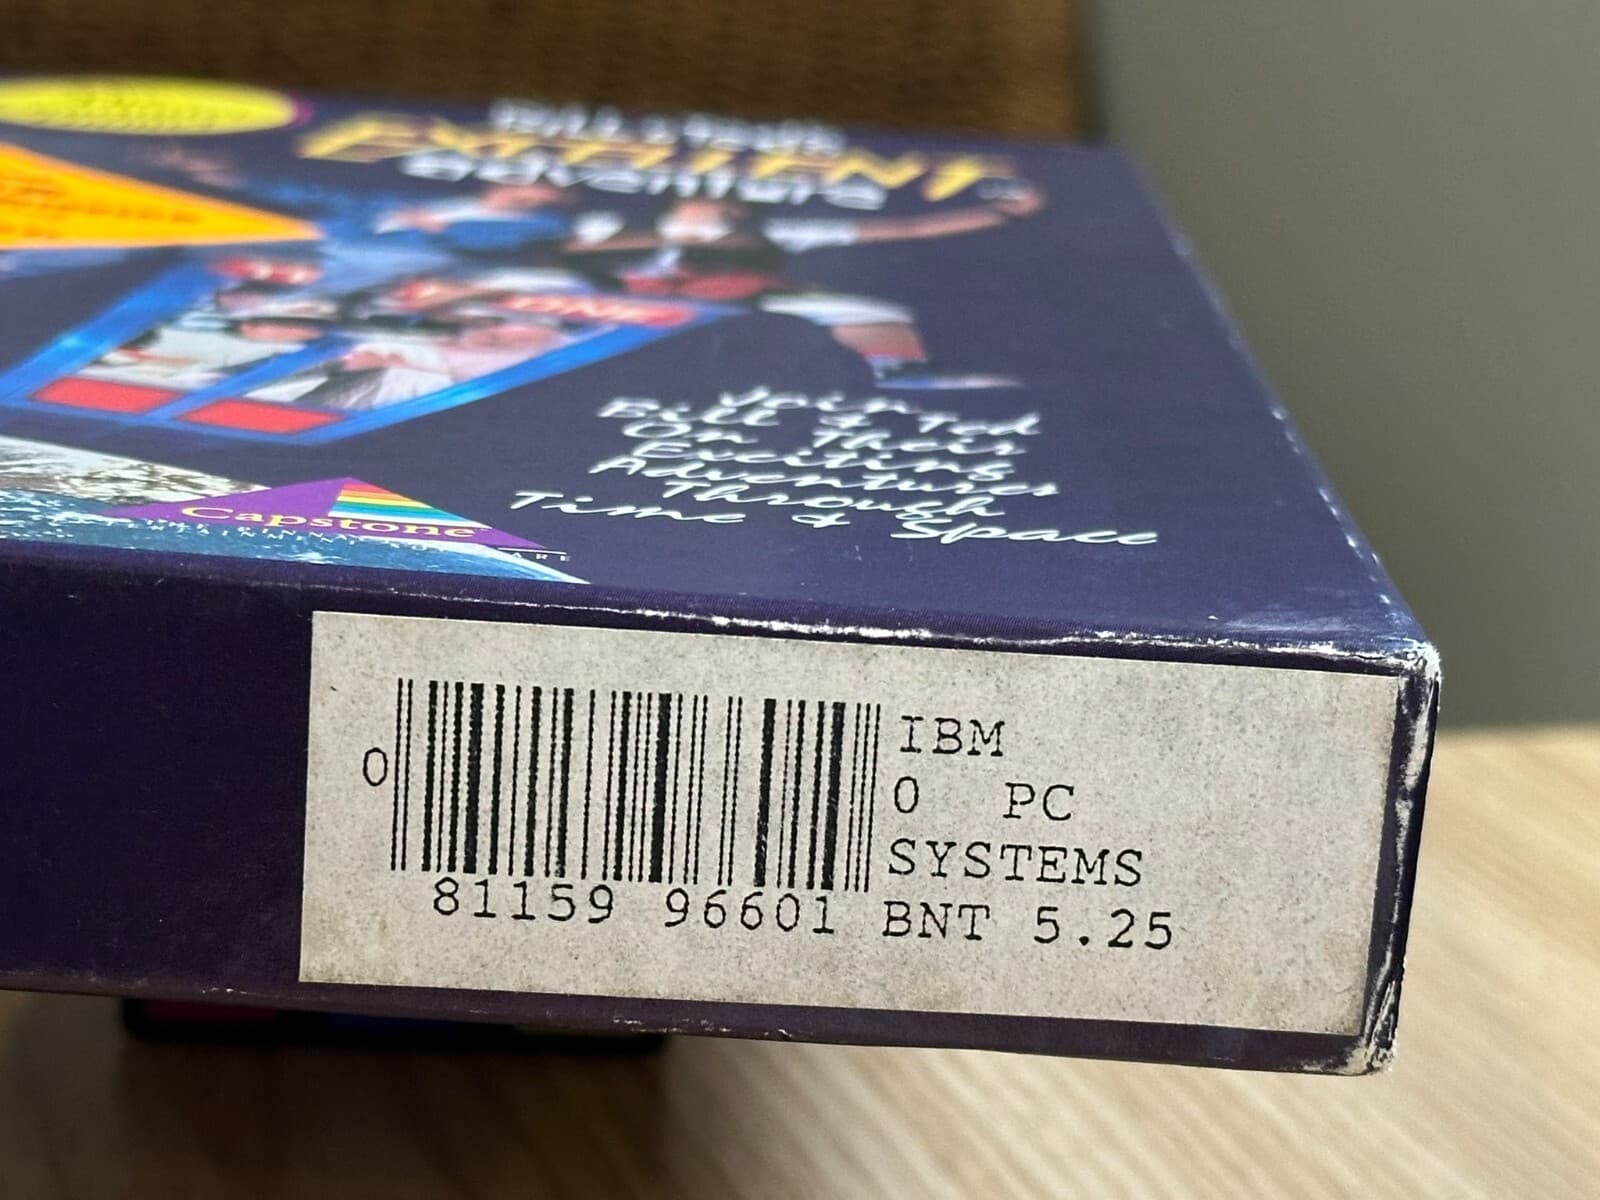 Bill & Ted's
EXCELLENT
adventure
Join Ted
Bill & Their
On Exciting
Adventures
Through
Time & Space
Capstone
IBM
0 0 PC
SYSTEMS
81159 96601 BNT 5.25